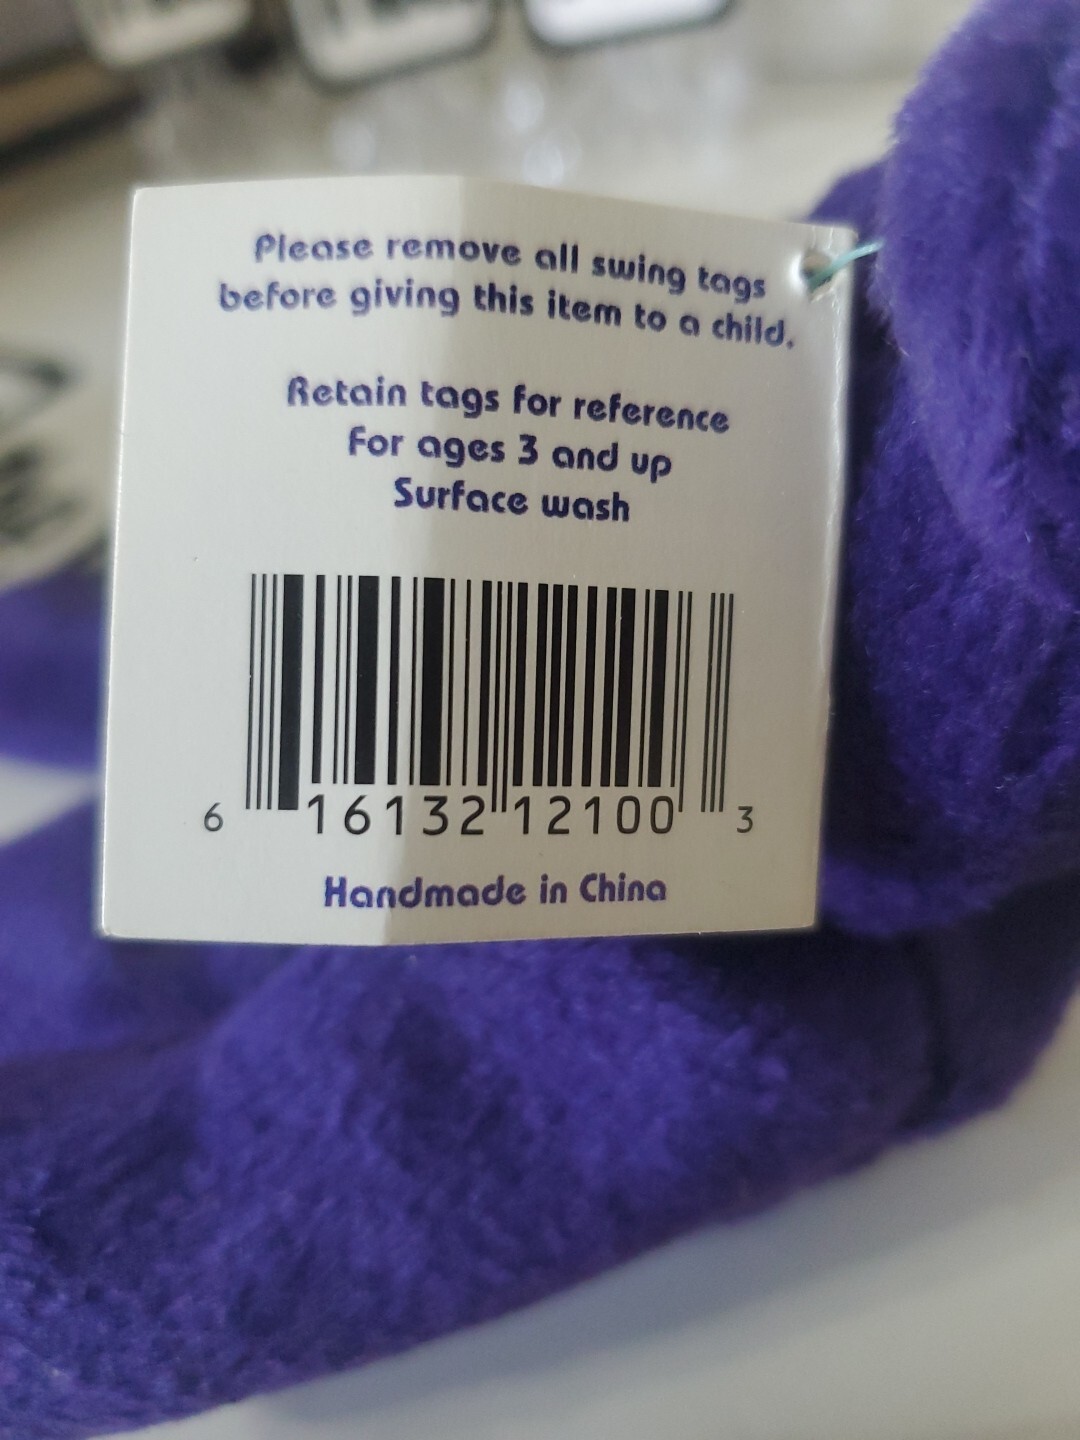 Please remove all swing tags
before giving this item to a child.
Retain tags for reference
For ages 3 and up
Surface wash
6 16132 12100 3
Handmade in China